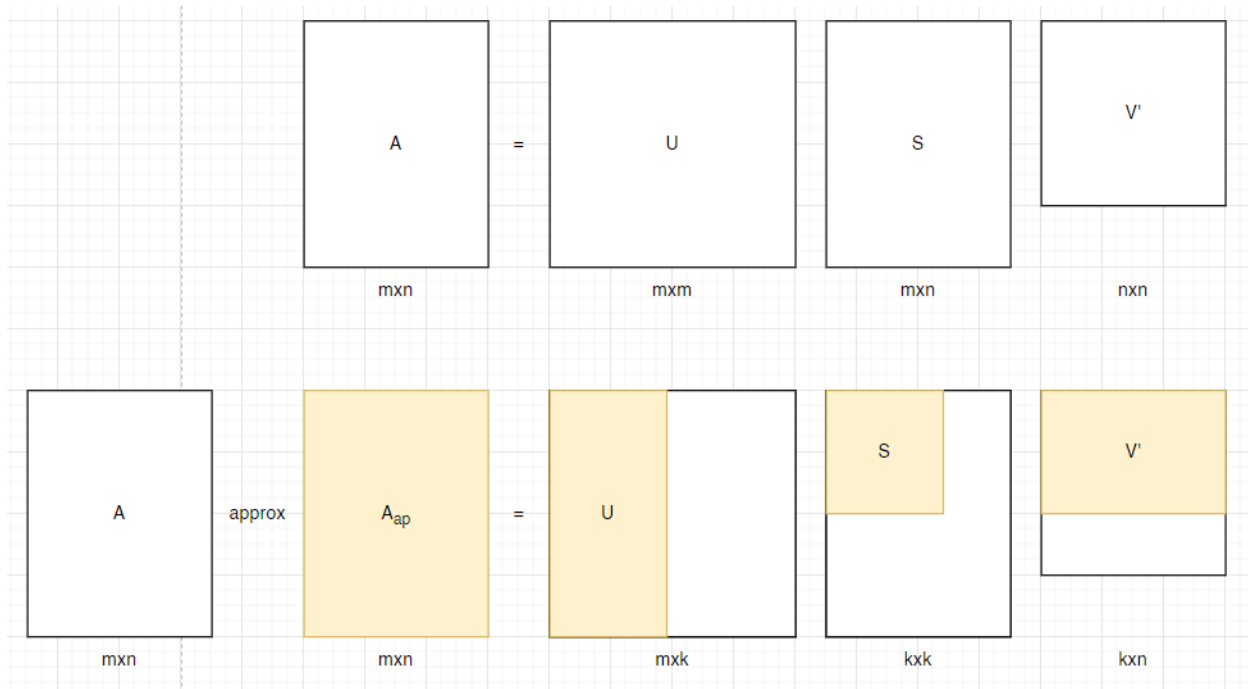 A = U S V'
mxn mxm mxn nxn
A approx Aap = U S V'
mxn mxn mxk kxk kxn